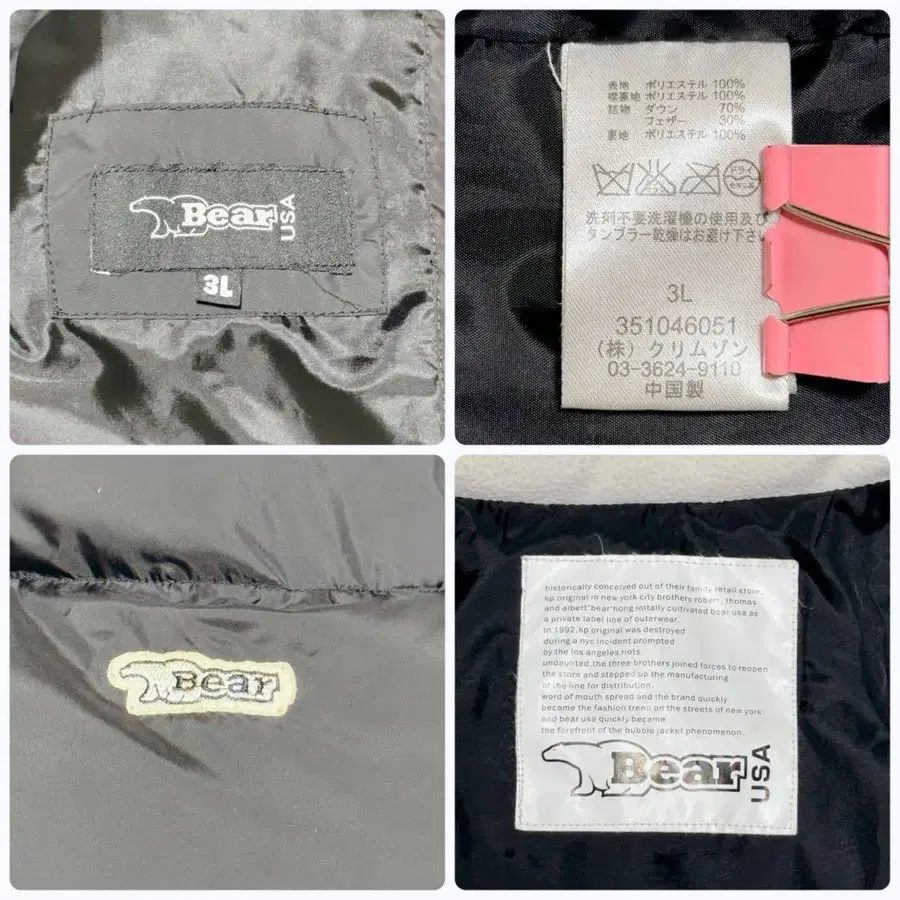 Bear USA
3L
表地 ポリエステル 100%
襟裏地 ポリエステル 100%
詰物 ダウン 70%
フェザー 30%
裏地 ポリエステル 100%
ドライ
セキユ系
洗剤不要洗濯機の使用及び
タンブラー乾燥はお避け下さい
3L
351046051
(株)クリムゾン
03-3624-9110
中国製
Bear
historically conceived out of their family retail store,
kp original in new york city brothers robert, thomas
and albert"bear"hong initally cultivated bear usa as
a private label line of outerwear.
in 1992,kp original was destroyed
during a nyc incident prompted
by the los angeles riots.
undaunted,the three brothers joined forces to reopen
the store and stepped up the manufacturing
of the line for distribution.
word of mouth spread and the brand quickly
became the fashion trend on the streets of new york
and bear usa quickly became
the forefront of the bubble jacket phenomenon.
Bear USA